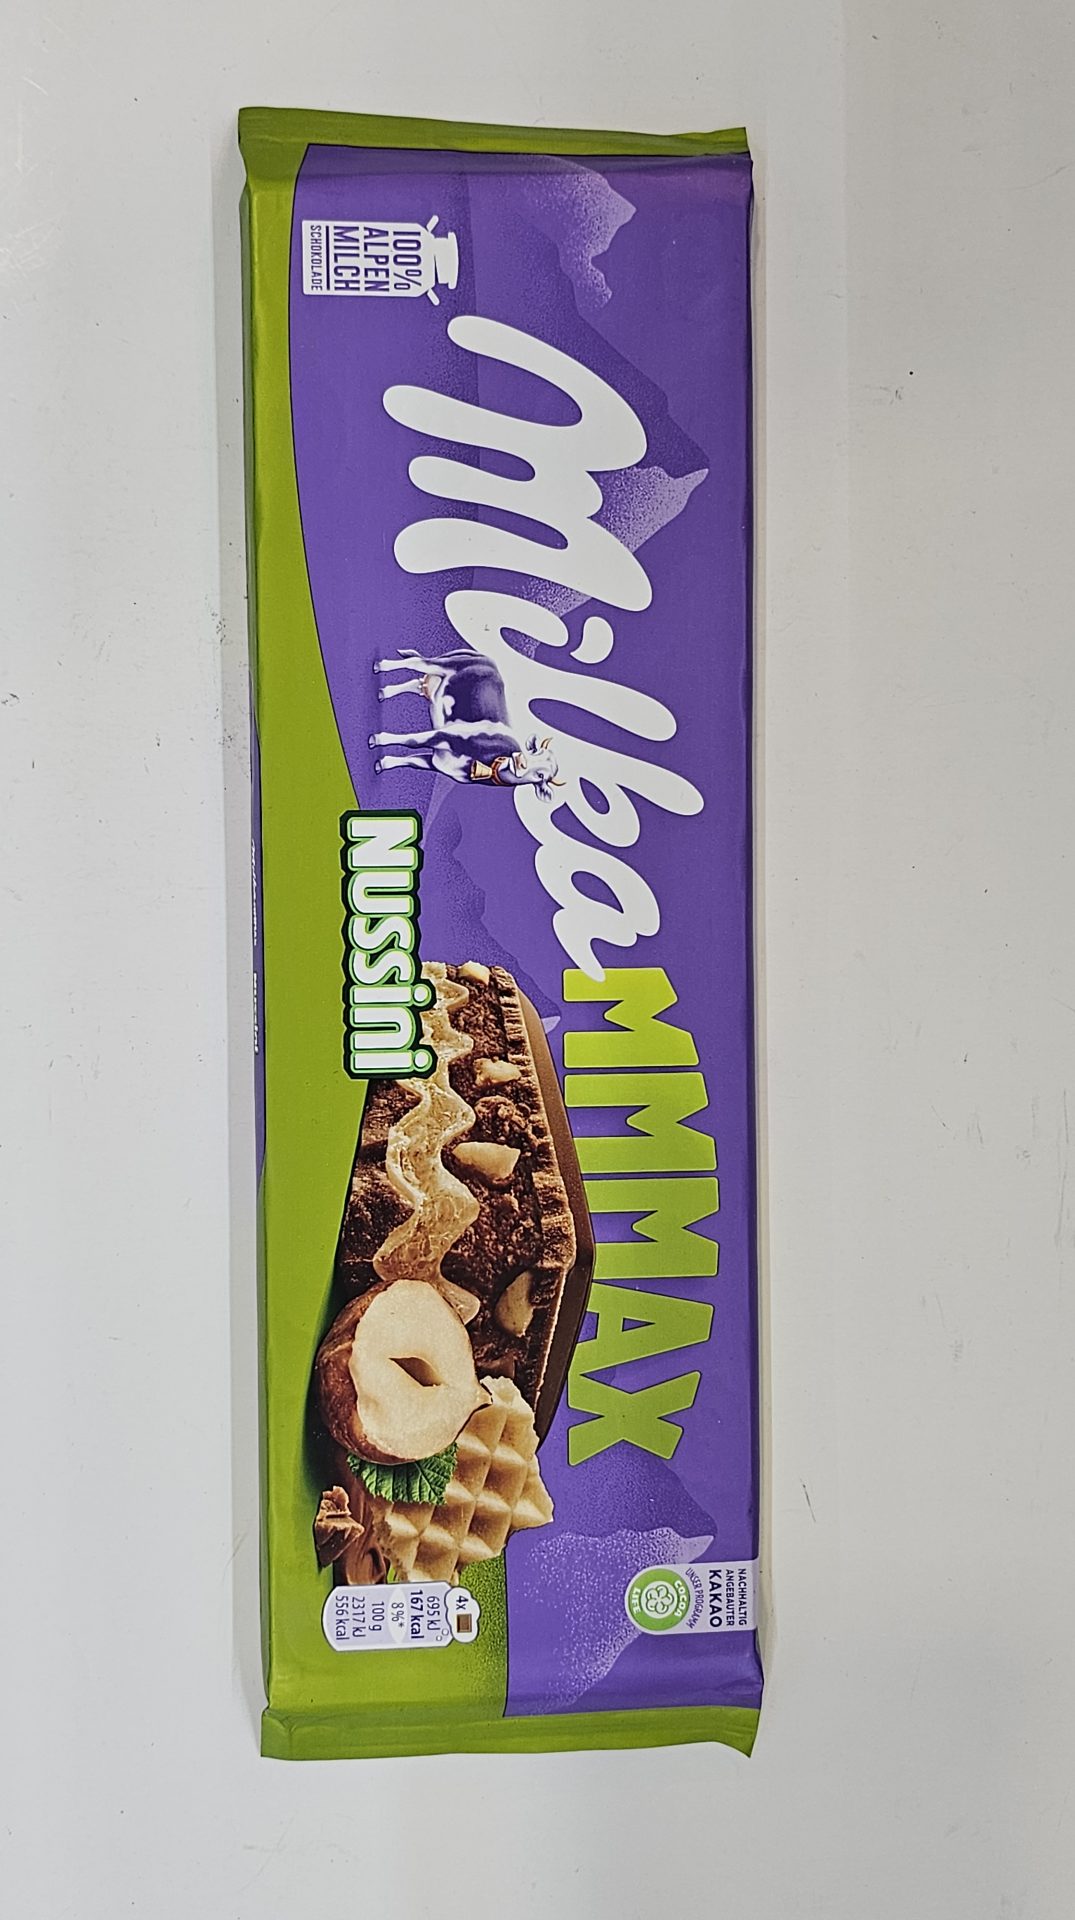 100%
ALPEN
MILCH
SCHOKOLADE
Milka
MMMAX
NUSSiNi
NACHHALTIG
ANGEBAUTER
KAKAO
UNSER PROGRAMM
COCOA
LIFE
4x
695 kJ
167 kcal
8%*
100 g
2317 kJ
556 kcal